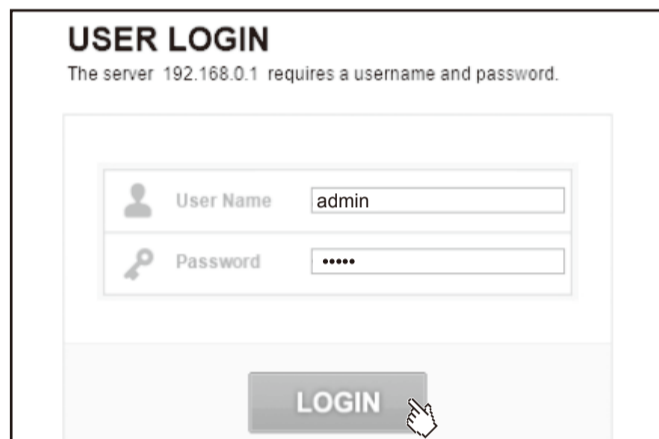 USER LOGIN
The server 192.168.0.1 requires a username and password.
User Name admin
Password •••••
LOGIN